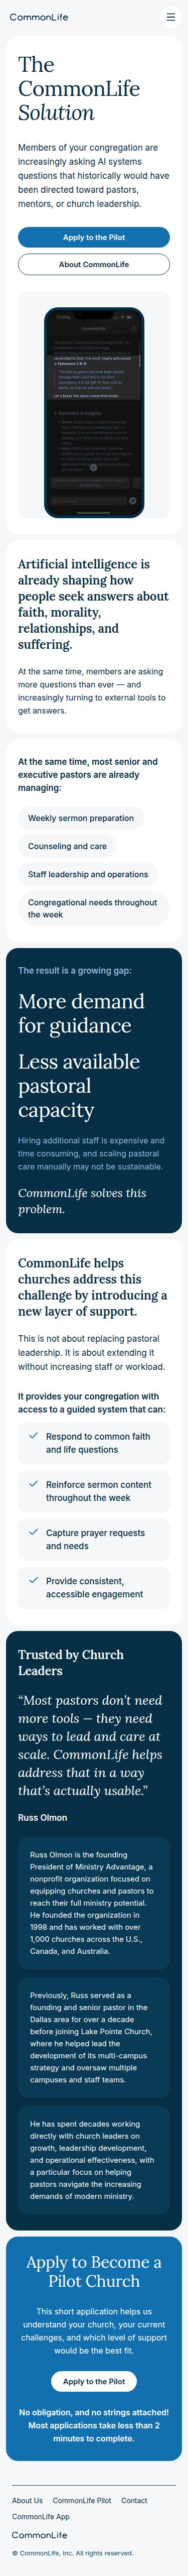 CommonLife
The
CommonLife
Solution
Members of your congregation are
increasingly asking AI systems
questions that historically would have
been directed toward pastors,
mentors, or church leadership.
Apply to the Pilot
About CommonLife
CommonLife
Artificial intelligence is
already shaping how
people seek answers about
faith, morality,
relationships, and
suffering.
At the same time, members are asking
more questions than ever — and
increasingly turning to external tools to
get answers.
At the same time, most senior and
executive pastors are already
managing:
Weekly sermon preparation
Counseling and care
Staff leadership and operations
Congregational needs throughout
the week
The result is a growing gap:
More demand
for guidance
Less available
pastoral
capacity
Hiring additional staff is expensive and
time consuming, and scaling pastoral
care manually may not be sustainable.
CommonLife solves this
problem.
CommonLife helps
churches address this
challenge by introducing a
new layer of support.
This is not about replacing pastoral
leadership. It is about extending it
without increasing staff or workload.
It provides your congregation with
access to a guided system that can:
Respond to common faith
and life questions
Reinforce sermon content
throughout the week
Capture prayer requests
and needs
Provide consistent,
accessible engagement
Trusted by Church
Leaders
“Most pastors don’t need
more tools — they need
ways to lead and care at
scale. CommonLife helps
address that in a way
that’s actually usable.”
Russ Olmon
Russ Olmon is the founding
President of Ministry Advantage, a
nonprofit organization focused on
equipping churches and pastors to
reach their full ministry potential.
He founded the organization in
1998 and has worked with over
1,000 churches across the U.S.,
Canada, and Australia.
Previously, Russ served as a
founding and senior pastor in the
Dallas area for over a decade
before joining Lake Pointe Church,
where he helped lead the
development of its multi-campus
strategy and oversaw multiple
campuses and staff teams.
He has spent decades working
directly with church leaders on
growth, leadership development,
and operational effectiveness, with
a particular focus on helping
pastors navigate the increasing
demands of modern ministry.
Apply to Become a
Pilot Church
This short application helps us
understand your church, your current
challenges, and which level of support
would be the best fit.
Apply to the Pilot
No obligation, and no strings attached!
Most applications take less than 2
minutes to complete.
About Us CommonLife Pilot Contact
CommonLife App
CommonLife
© CommonLife, Inc. All rights reserved.